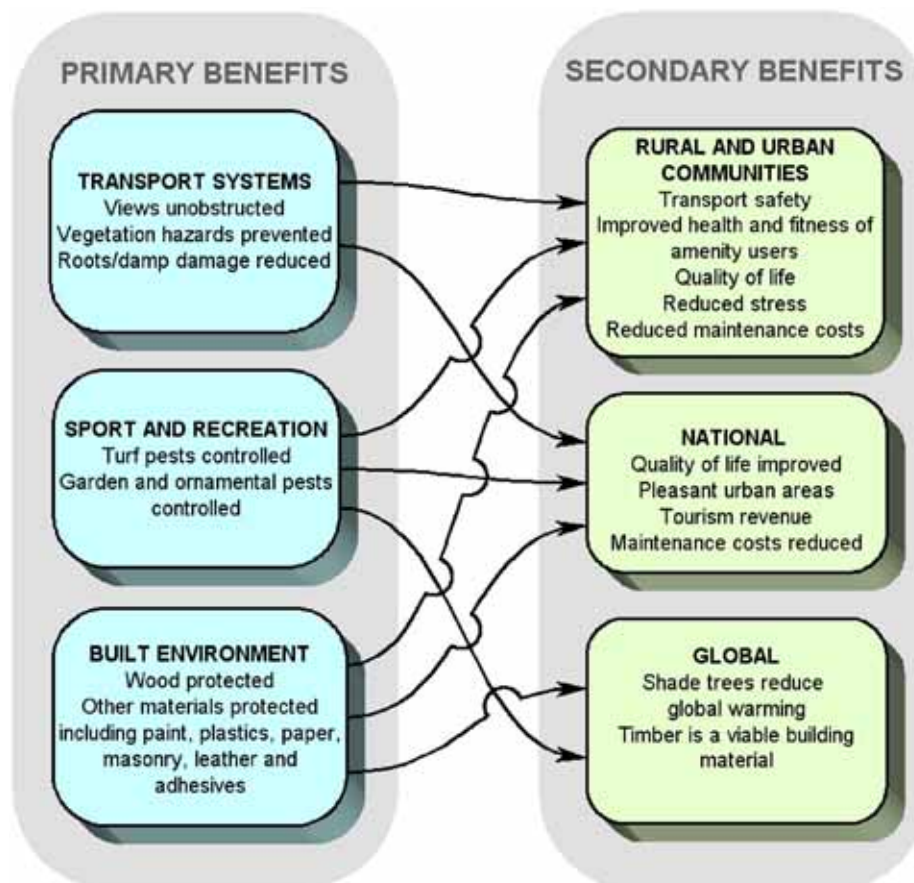 PRIMARY BENEFITS
TRANSPORT SYSTEMS
Views unobstructed
Vegetation hazards prevented
Roots/damp damage reduced
SPORT AND RECREATION
Turf pests controlled
Garden and ornamental pests
controlled
BUILT ENVIRONMENT
Wood protected
Other materials protected
including paint, plastics, paper,
masonry, leather and
adhesives
SECONDARY BENEFITS
RURAL AND URBAN
COMMUNITIES
Transport safety
Improved health and fitness of
amenity users
Quality of life
Reduced stress
Reduced maintenance costs
NATIONAL
Quality of life improved
Pleasant urban areas
Tourism revenue
Maintenance costs reduced
GLOBAL
Shade trees reduce
global warming
Timber is a viable building
material